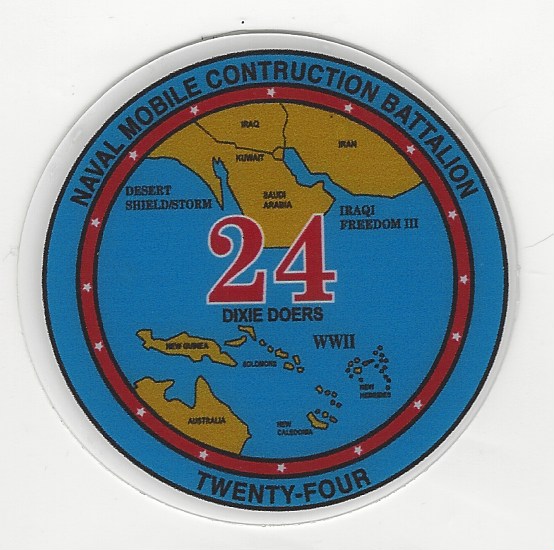 NAVAL MOBILE CONTRUCTION BATTALION
IRAQ
IRAN
KUWAIT
DESERT
SHIELD/STORM
SAUDI
ARABIA
IRAQI
FREEDOM III
24
DIXIE DOERS
WWII
NEW GUINEA
SOLOMONS
NEW
HEBRIDES
AUSTRALIA
NEW
CALEDONIA
TWENTY-FOUR